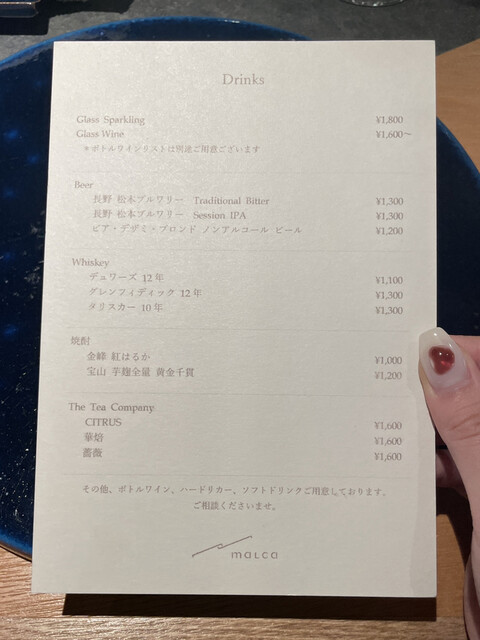 Drinks
Glass Sparkling ¥1,800
Glass Wine ¥1,600〜
＊ボトルワインリストは別途ご用意ございます
Beer
長野 松本ブルワリー Traditional Bitter ¥1,300
長野 松本ブルワリー Session IPA ¥1,300
ビア・デザミ・ブロンド ノンアルコール ビール ¥1,200
Whiskey
デュワーズ 12年 ¥1,100
グレンフィディック 12年 ¥1,300
タリスカー 10年 ¥1,300
焼酎
金峰 紅はるか ¥1,000
宝山 芋麹全量 黄金千貫 ¥1,200
The Tea Company
CITRUS ¥1,600
華焙 ¥1,600
薔薇 ¥1,600
その他、ボトルワイン、ハードリカー、ソフトドリンクご用意しております。
ご相談くださいませ。
maLca